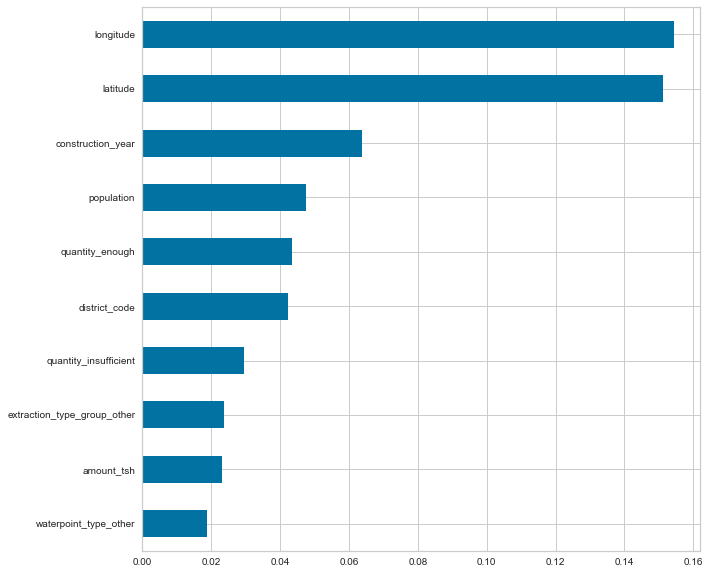 longitude
latitude
construction_year
population
quantity_enough
district_code
quantity_insufficient
extraction_type_group_other
amount_tsh
waterpoint_type_other
0.00 0.02 0.04 0.06 0.08 0.10 0.12 0.14 0.16